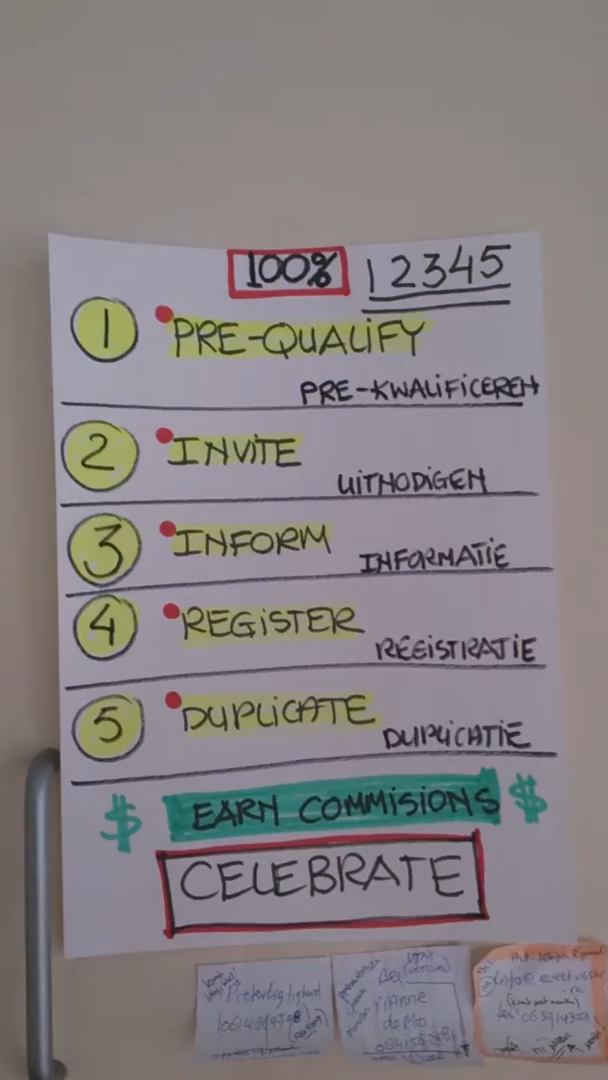 100% 12345
1 PRE-QUALIFY
PRE-KWALIFICEREN
2 INVITE
UITNODIGEN
3 INFORM
INFORMATIE
4 REGISTER
REGISTRATIE
5 DUPLICATE
DUPLICATIE
$ EARN COMMISIONS $
CELEBRATE